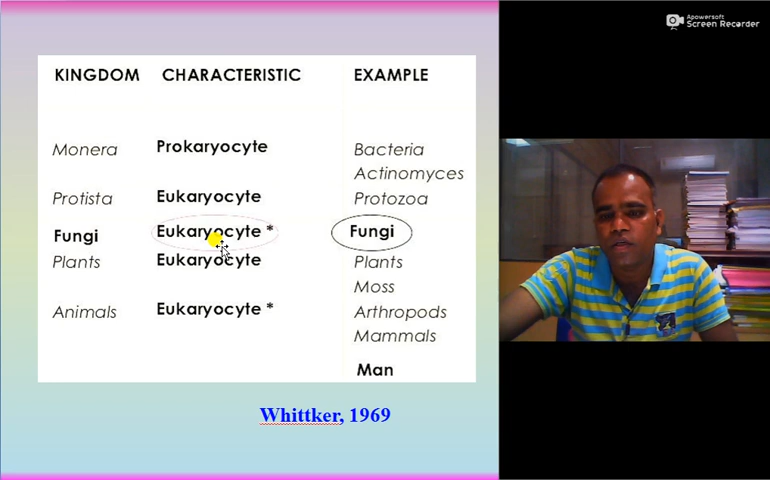 Apowersoft
Screen Recorder
KINGDOM CHARACTERISTIC EXAMPLE
Monera Prokaryocyte Bacteria
Actinomyces
Protista Eukaryocyte Protozoa
Fungi Eukaryocyte * Fungi
Plants Eukaryocyte Plants
Moss
Animals Eukaryocyte * Arthropods
Mammals
Man
Whittker, 1969